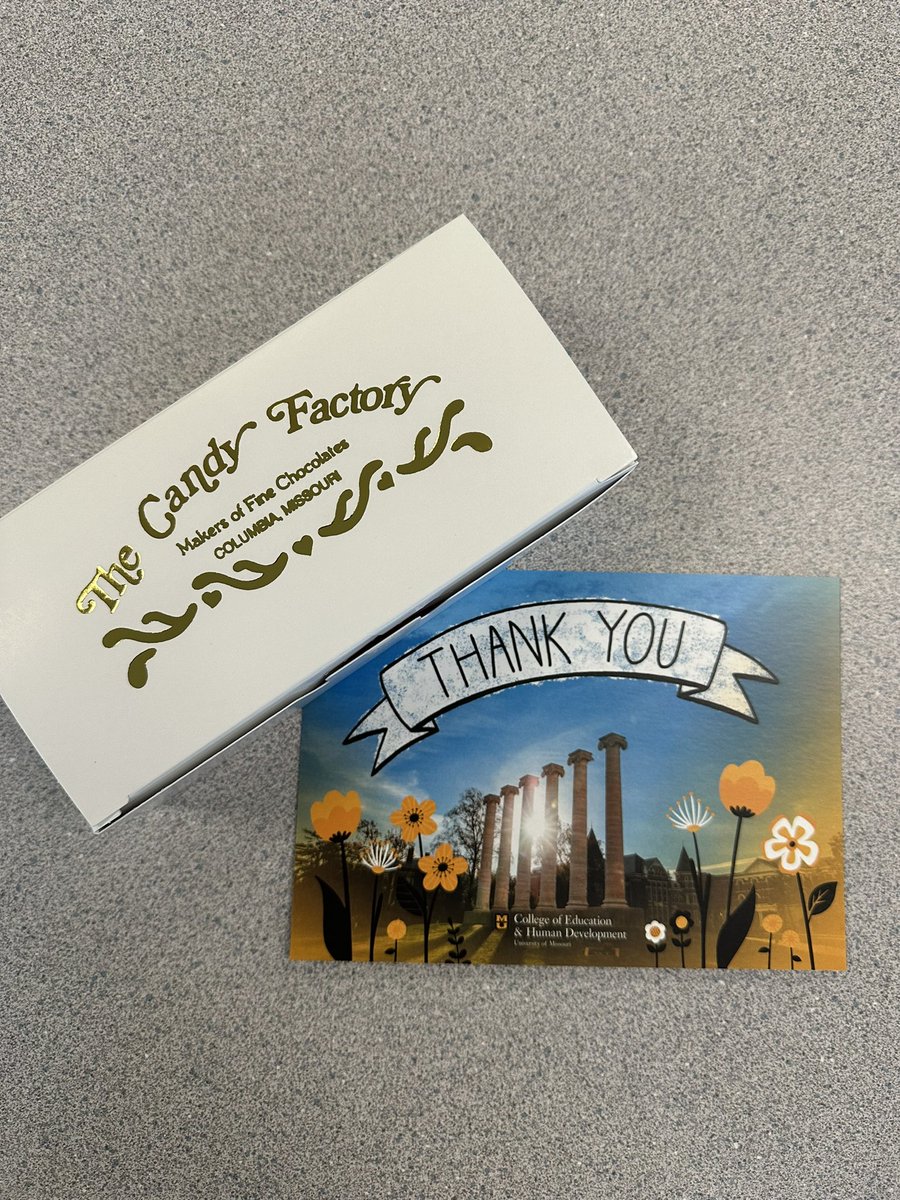 The Candy Factory
Makers of Fine Chocolates
COLUMBIA, MISSOURI
THANK YOU
MU
College of Education
& Human Development
University of Missouri